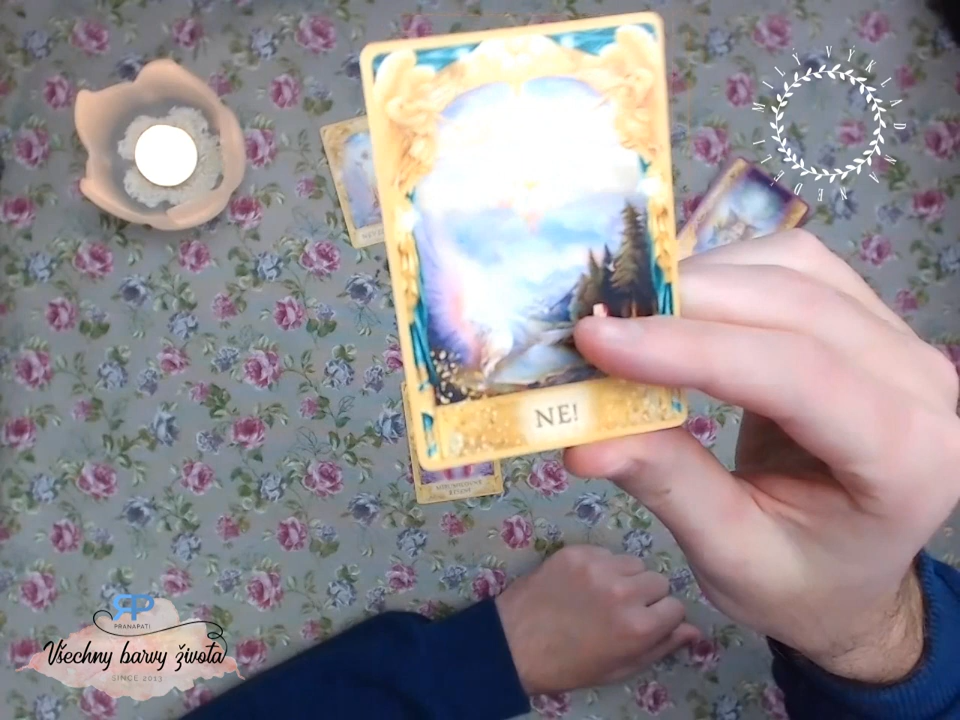 MILÝ VÝKLAD NA NEDĚLI
NE!
PRANAPATI
Všechny barvy života
SINCE 2013